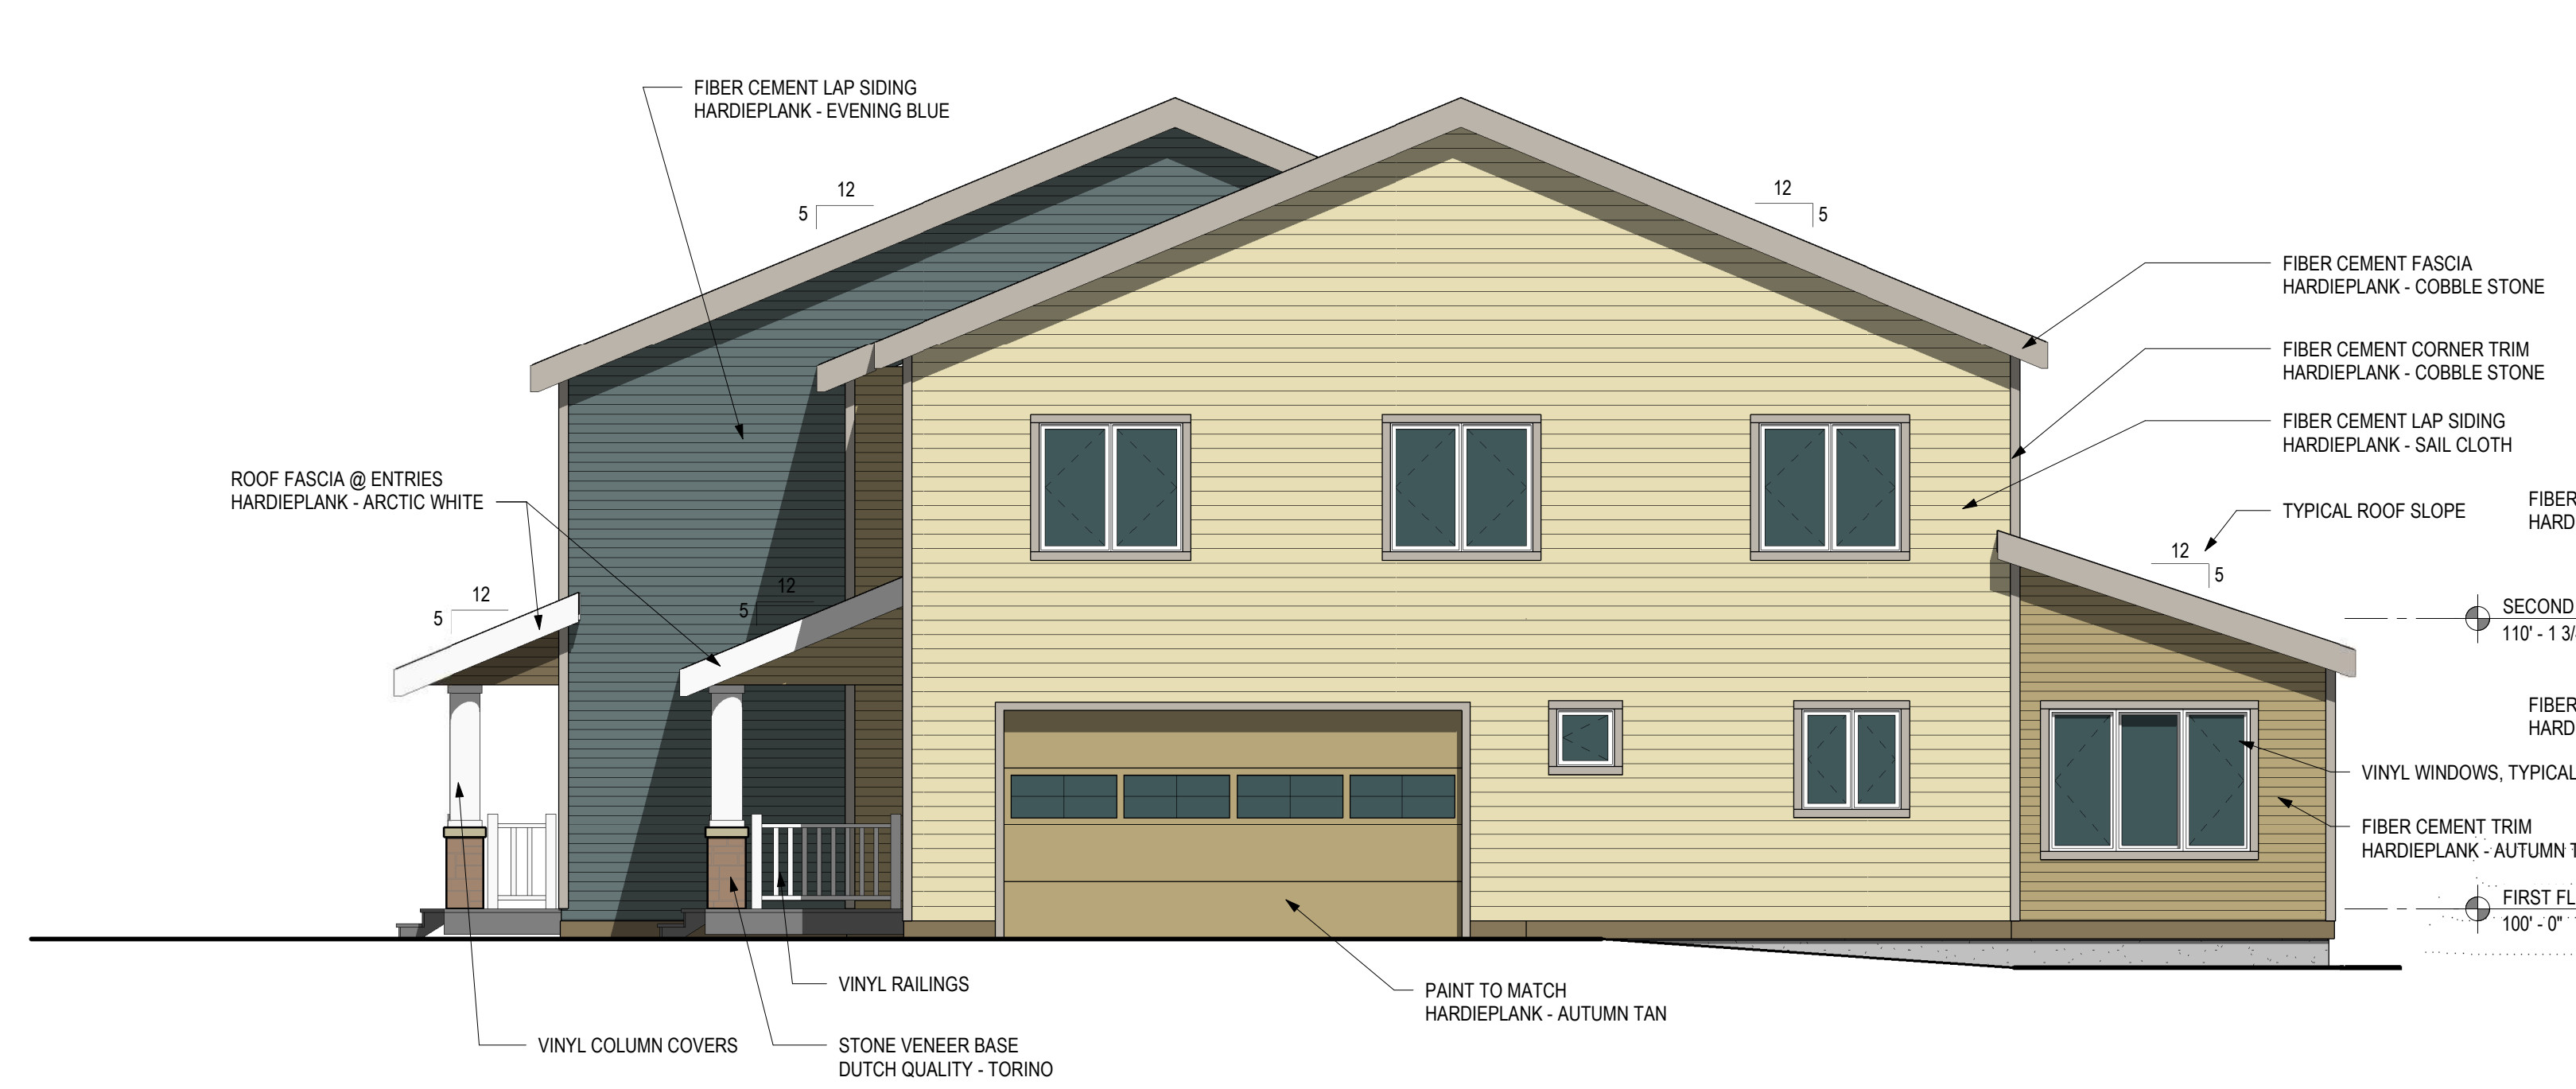 FIBER CEMENT LAP SIDING
HARDIEPLANK - EVENING BLUE
12
5
12
5
FIBER CEMENT FASCIA
HARDIEPLANK - COBBLE STONE
FIBER CEMENT CORNER TRIM
HARDIEPLANK - COBBLE STONE
FIBER CEMENT LAP SIDING
HARDIEPLANK - SAIL CLOTH
ROOF FASCIA @ ENTRIES
HARDIEPLANK - ARCTIC WHITE
TYPICAL ROOF SLOPE
FIBER
HARD
12
5
12
5
12
5
SECOND
110' - 1 3/
FIBER
HARD
VINYL WINDOWS, TYPICAL
FIBER CEMENT TRIM
HARDIEPLANK - AUTUMN T
FIRST FL
100' - 0"
VINYL RAILINGS
PAINT TO MATCH
HARDIEPLANK - AUTUMN TAN
VINYL COLUMN COVERS
STONE VENEER BASE
DUTCH QUALITY - TORINO